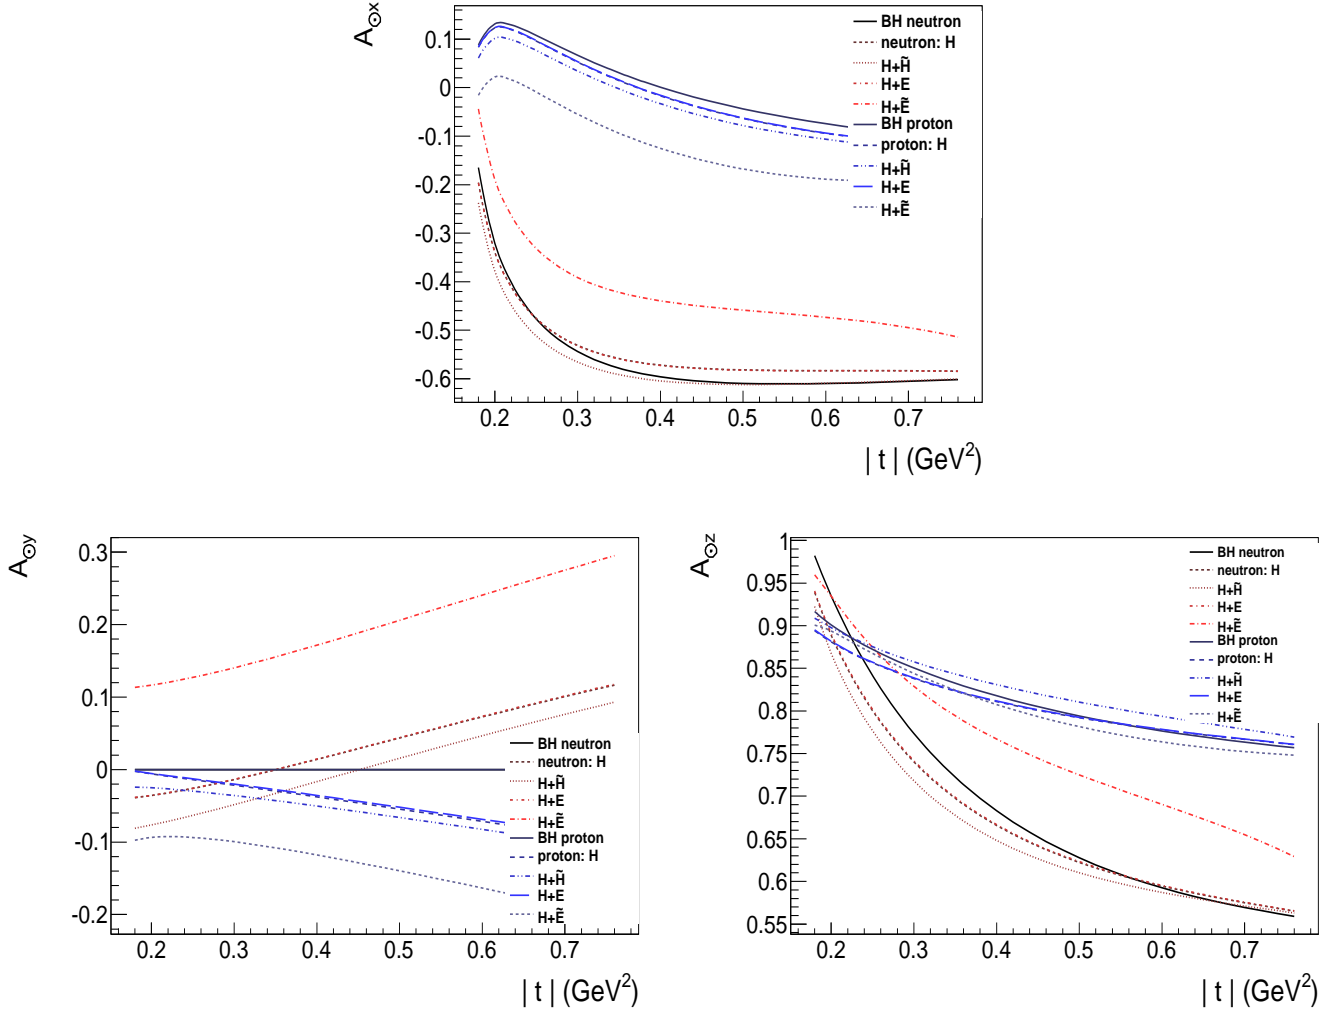 A⊙x
0.1
0
-0.1
-0.2
-0.3
-0.4
-0.5
-0.6
0.2 0.3 0.4 0.5 0.6 0.7
| t | (GeV²)
BH neutron
neutron: H
H+H̃
H+E
H+Ẽ
BH proton
proton: H
H+H̃
H+E
H+Ẽ
A⊙y
0.3
0.2
0.1
0
-0.1
-0.2
0.2 0.3 0.4 0.5 0.6 0.7
| t | (GeV²)
BH neutron
neutron: H
H+H̃
H+E
H+Ẽ
BH proton
proton: H
H+H̃
H+E
H+Ẽ
A⊙z
1
0.95
0.9
0.85
0.8
0.75
0.7
0.65
0.6
0.55
0.2 0.3 0.4 0.5 0.6 0.7
| t | (GeV²)
BH neutron
neutron: H
H+H̃
H+E
H+Ẽ
BH proton
proton: H
H+H̃
H+E
H+Ẽ